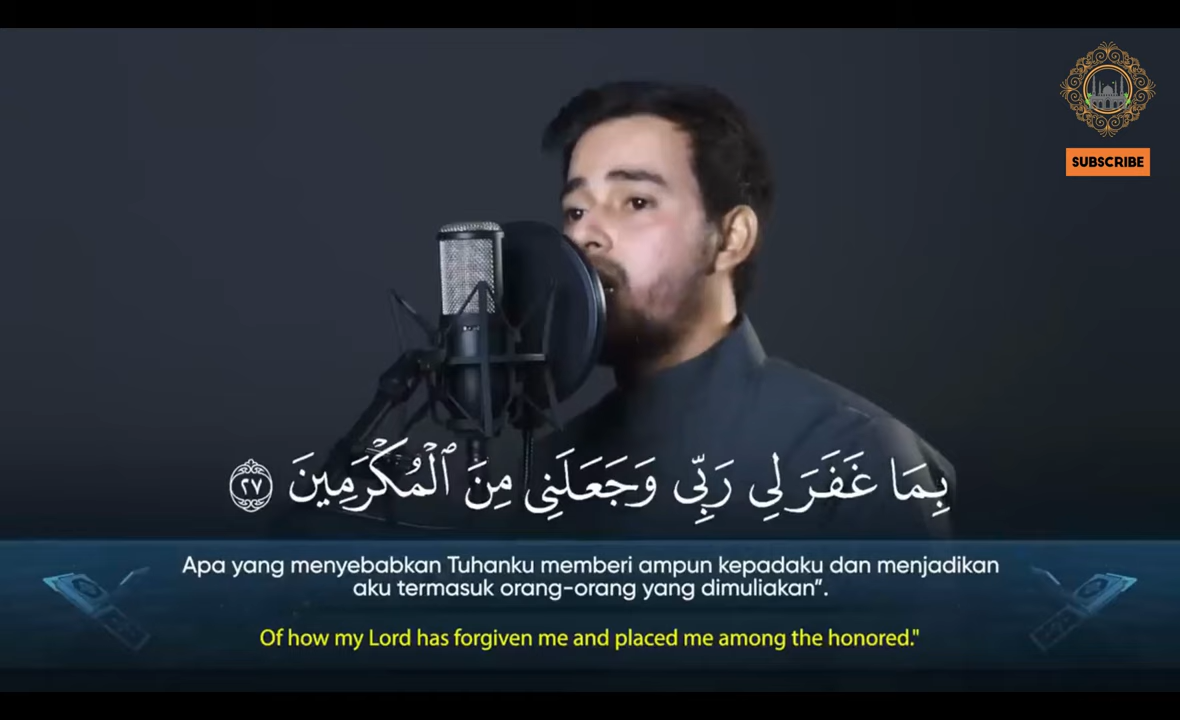 SUBSCRIBE
بِمَا غَفَرَ لِي رَبِّي وَجَعَلَنِي مِنَ ٱلْمُكْرَمِينَ ٢٧
Apa yang menyebabkan Tuhanku memberi ampun kepadaku dan menjadikan
aku termasuk orang-orang yang dimuliakan”.
Of how my Lord has forgiven me and placed me among the honored."